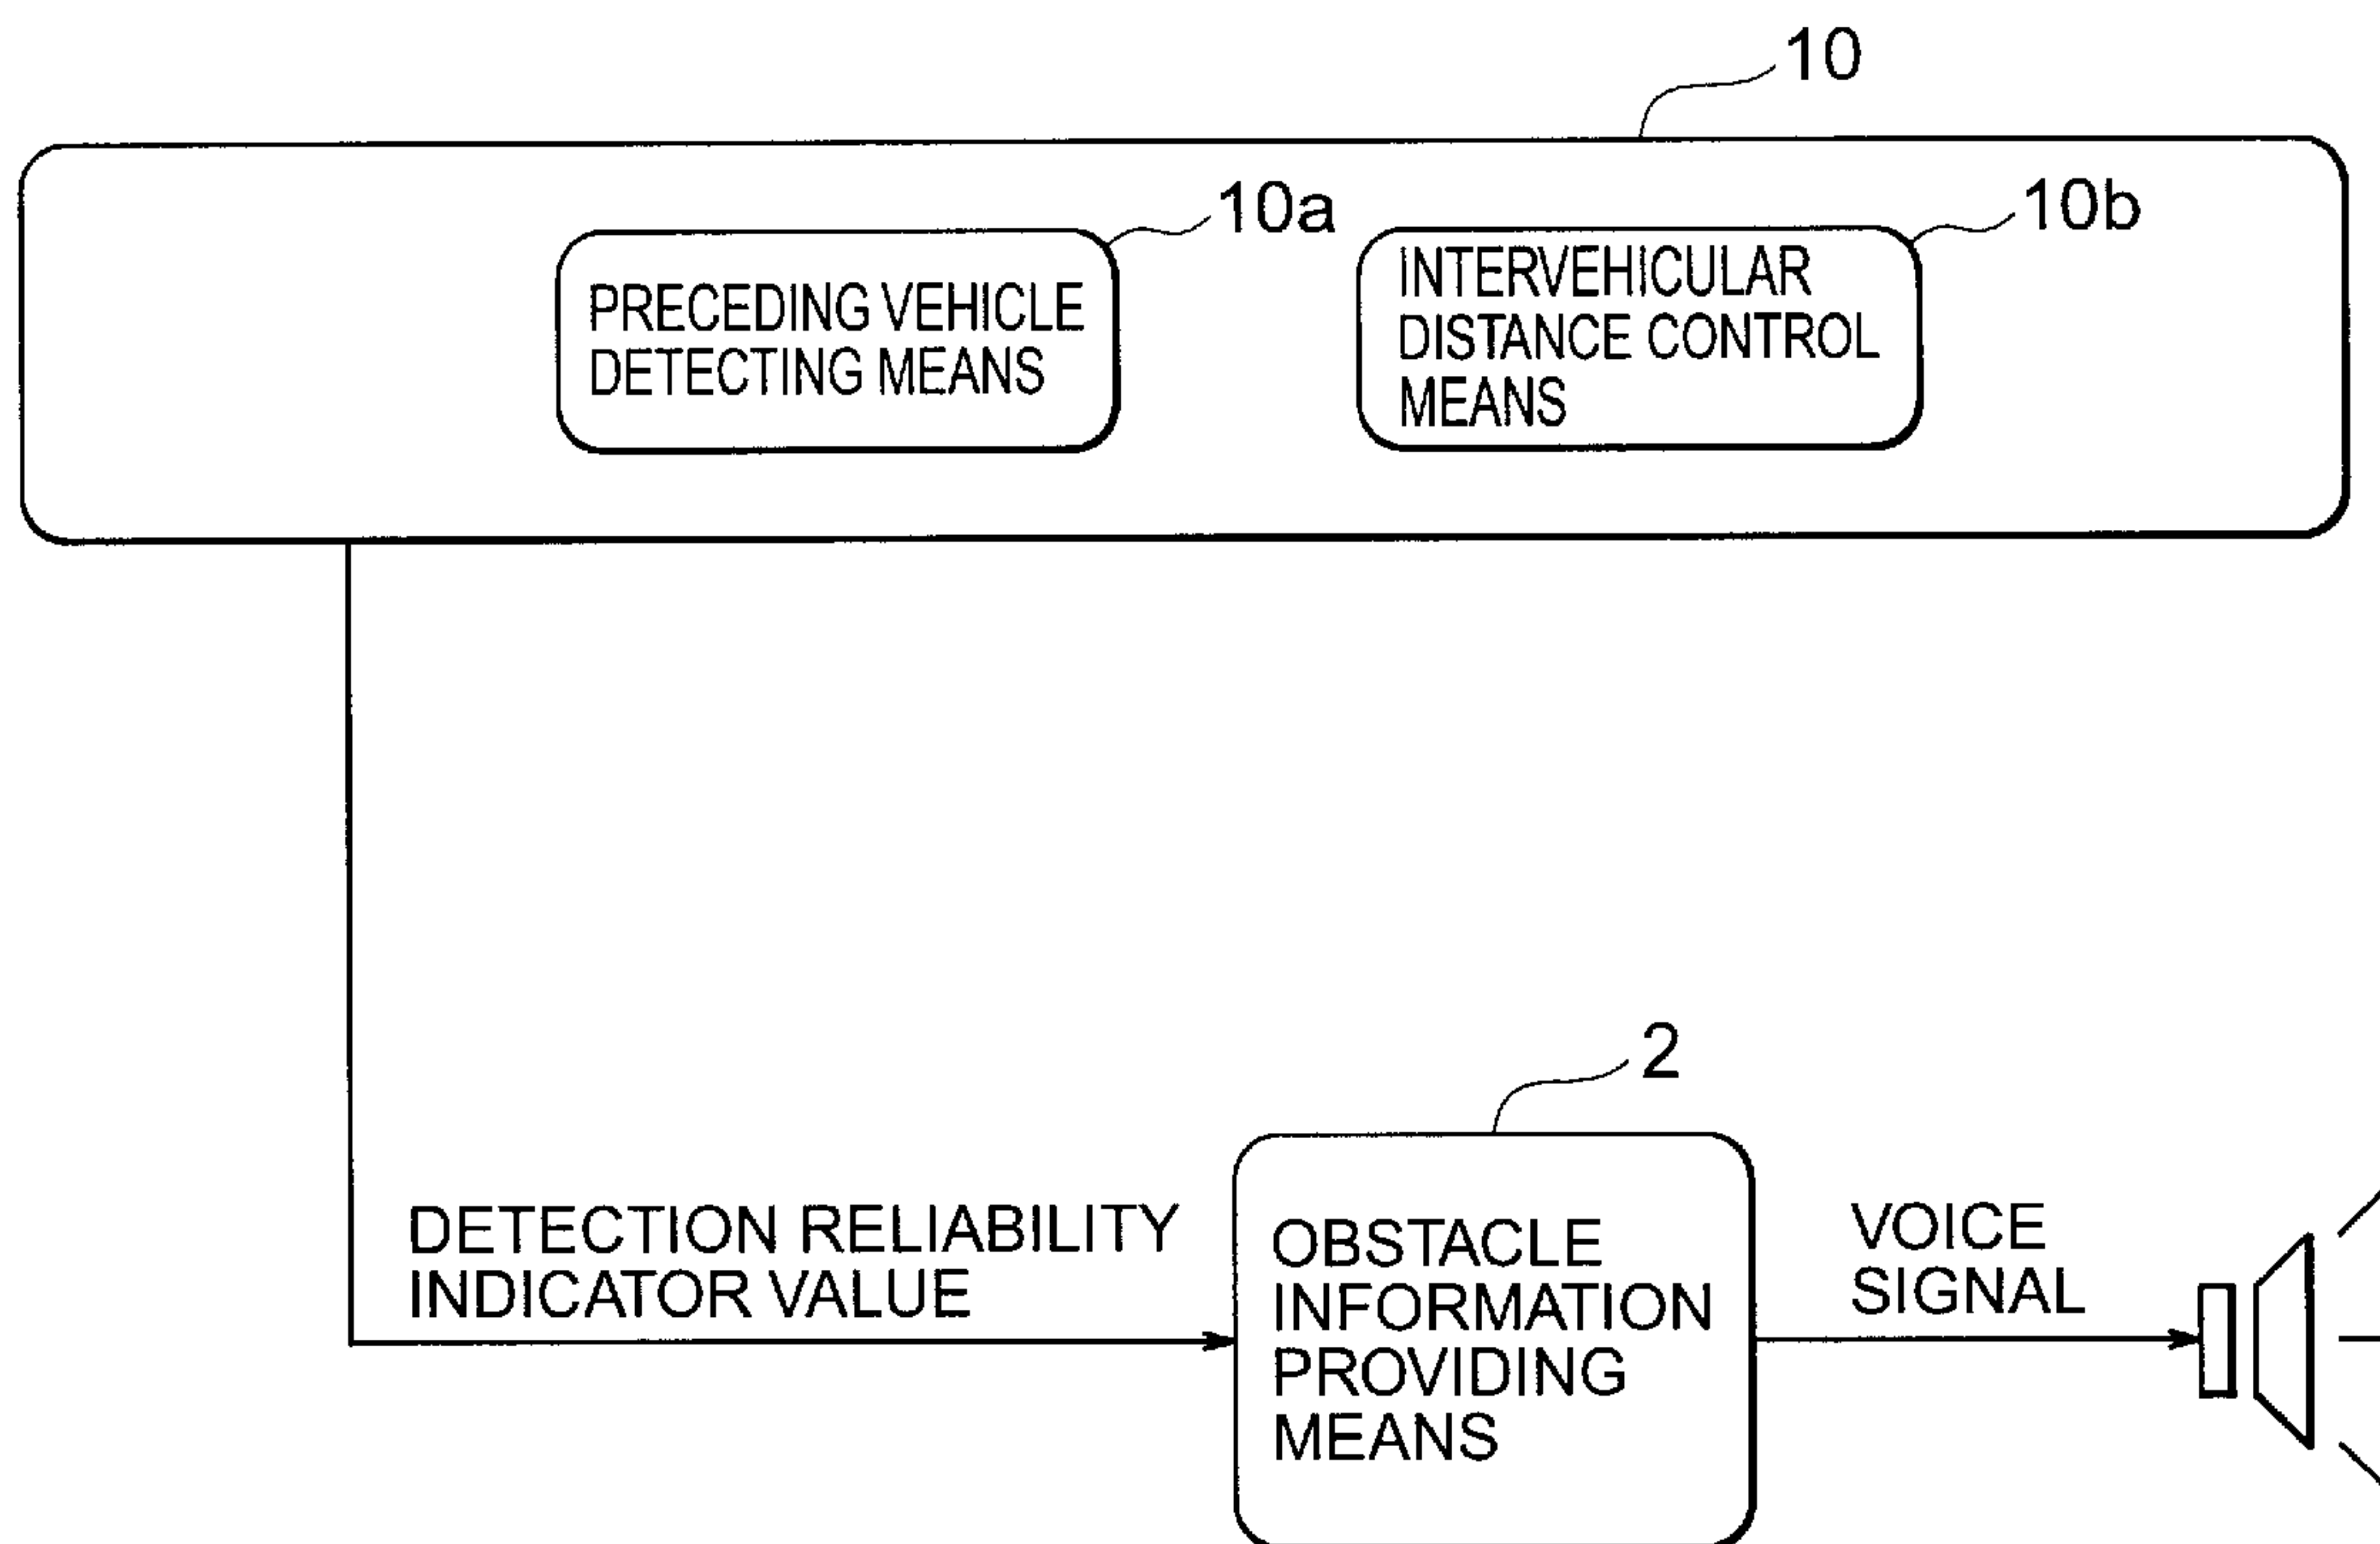 10
10a
10b
PRECEDING VEHICLE
DETECTING MEANS
INTERVEHICULAR
DISTANCE CONTROL
MEANS
2
DETECTION RELIABILITY
INDICATOR VALUE
OBSTACLE
INFORMATION
PROVIDING
MEANS
VOICE
SIGNAL